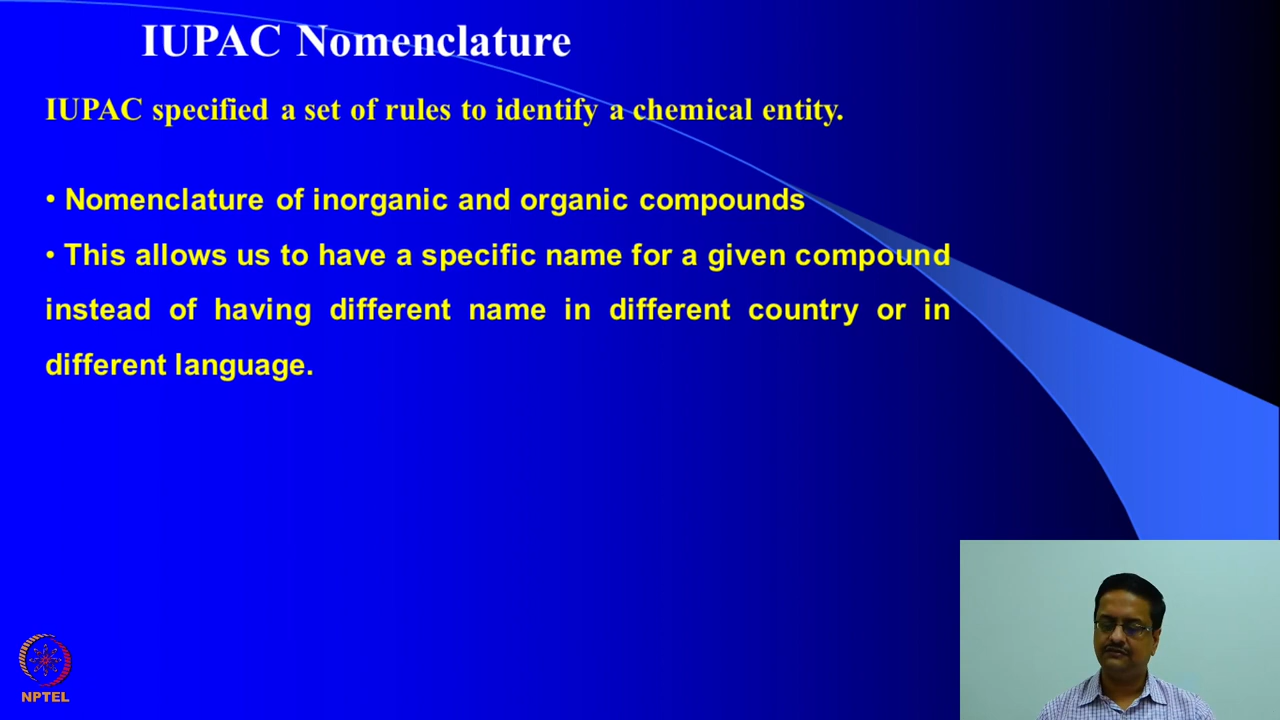 IUPAC Nomenclature
IUPAC specified a set of rules to identify a chemical entity.
• Nomenclature of inorganic and organic compounds
• This allows us to have a specific name for a given compound
instead of having different name in different country or in
different language.
NPTEL